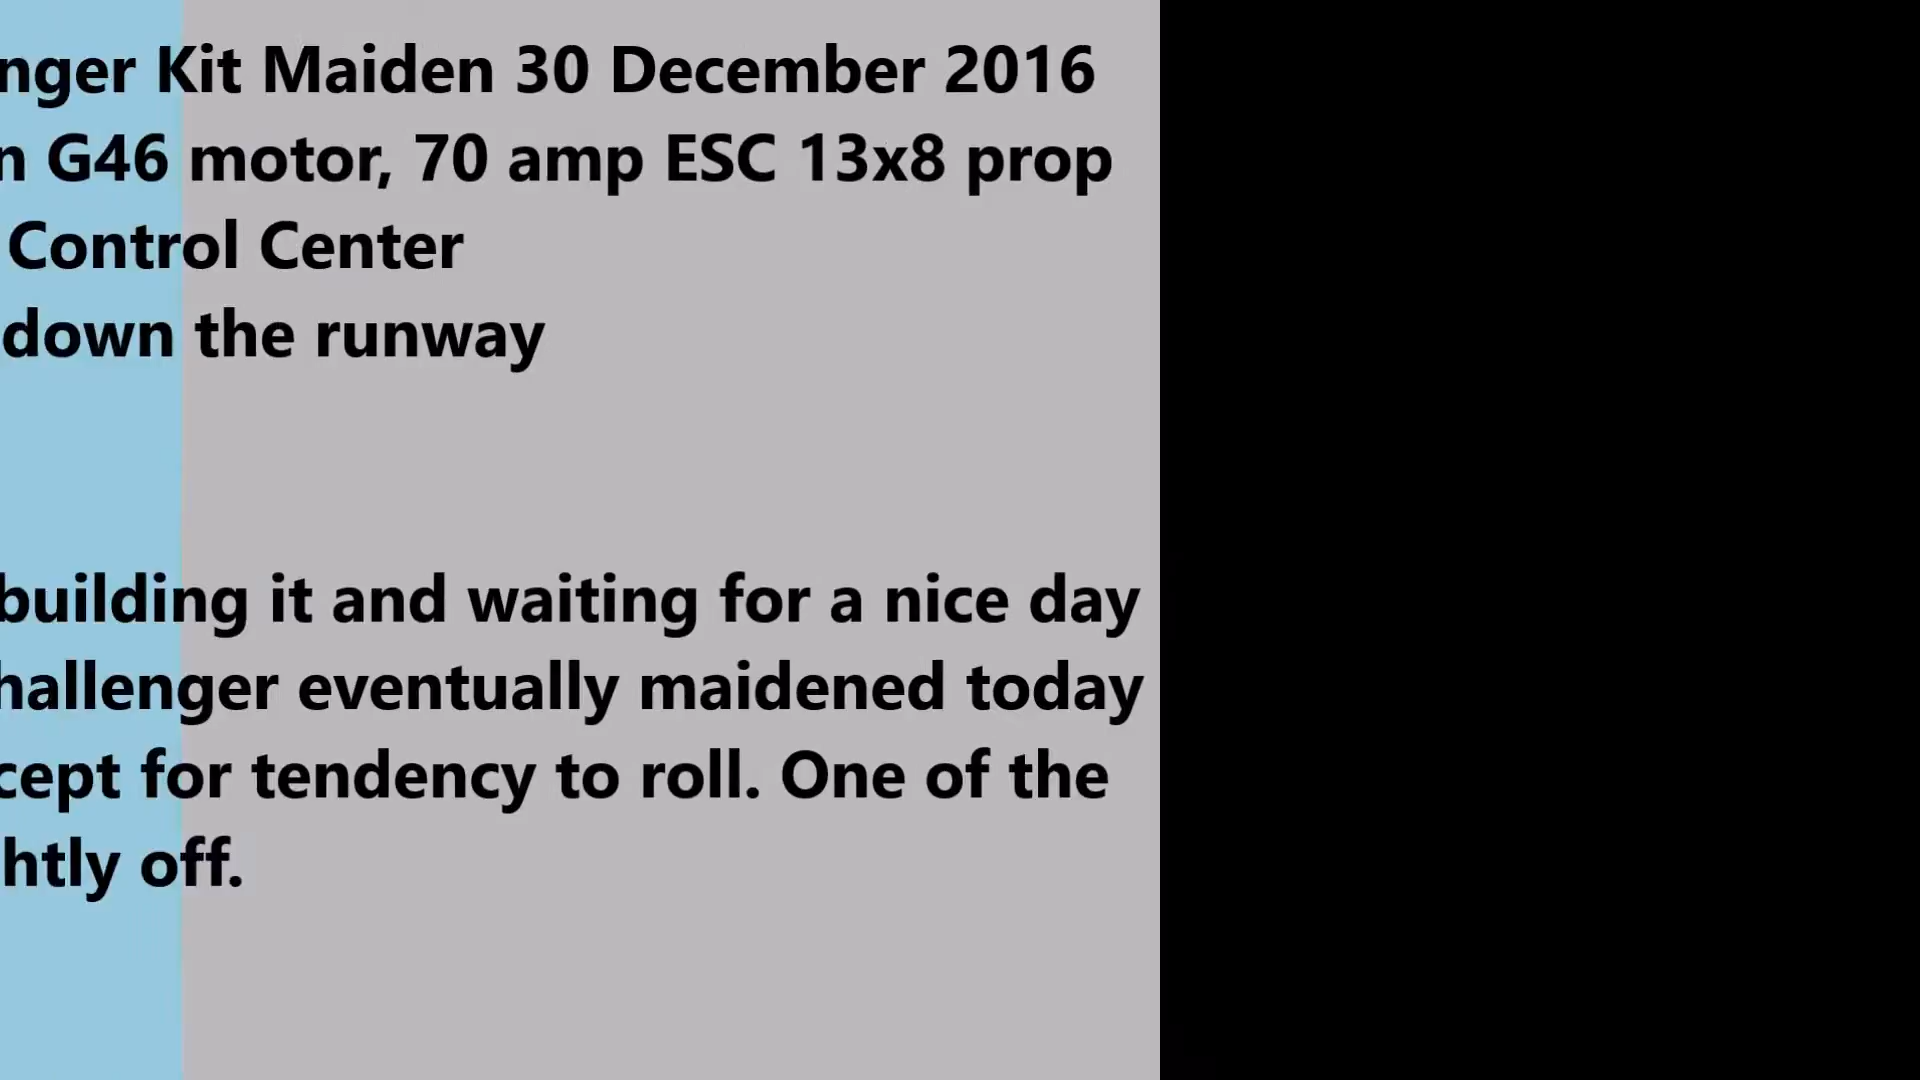 nger Kit Maiden 30 December 2016
n G46 motor, 70 amp ESC 13x8 prop
Control Center
down the runway
building it and waiting for a nice day
hallenger eventually maidened today
cept for tendency to roll. One of the
htly off.